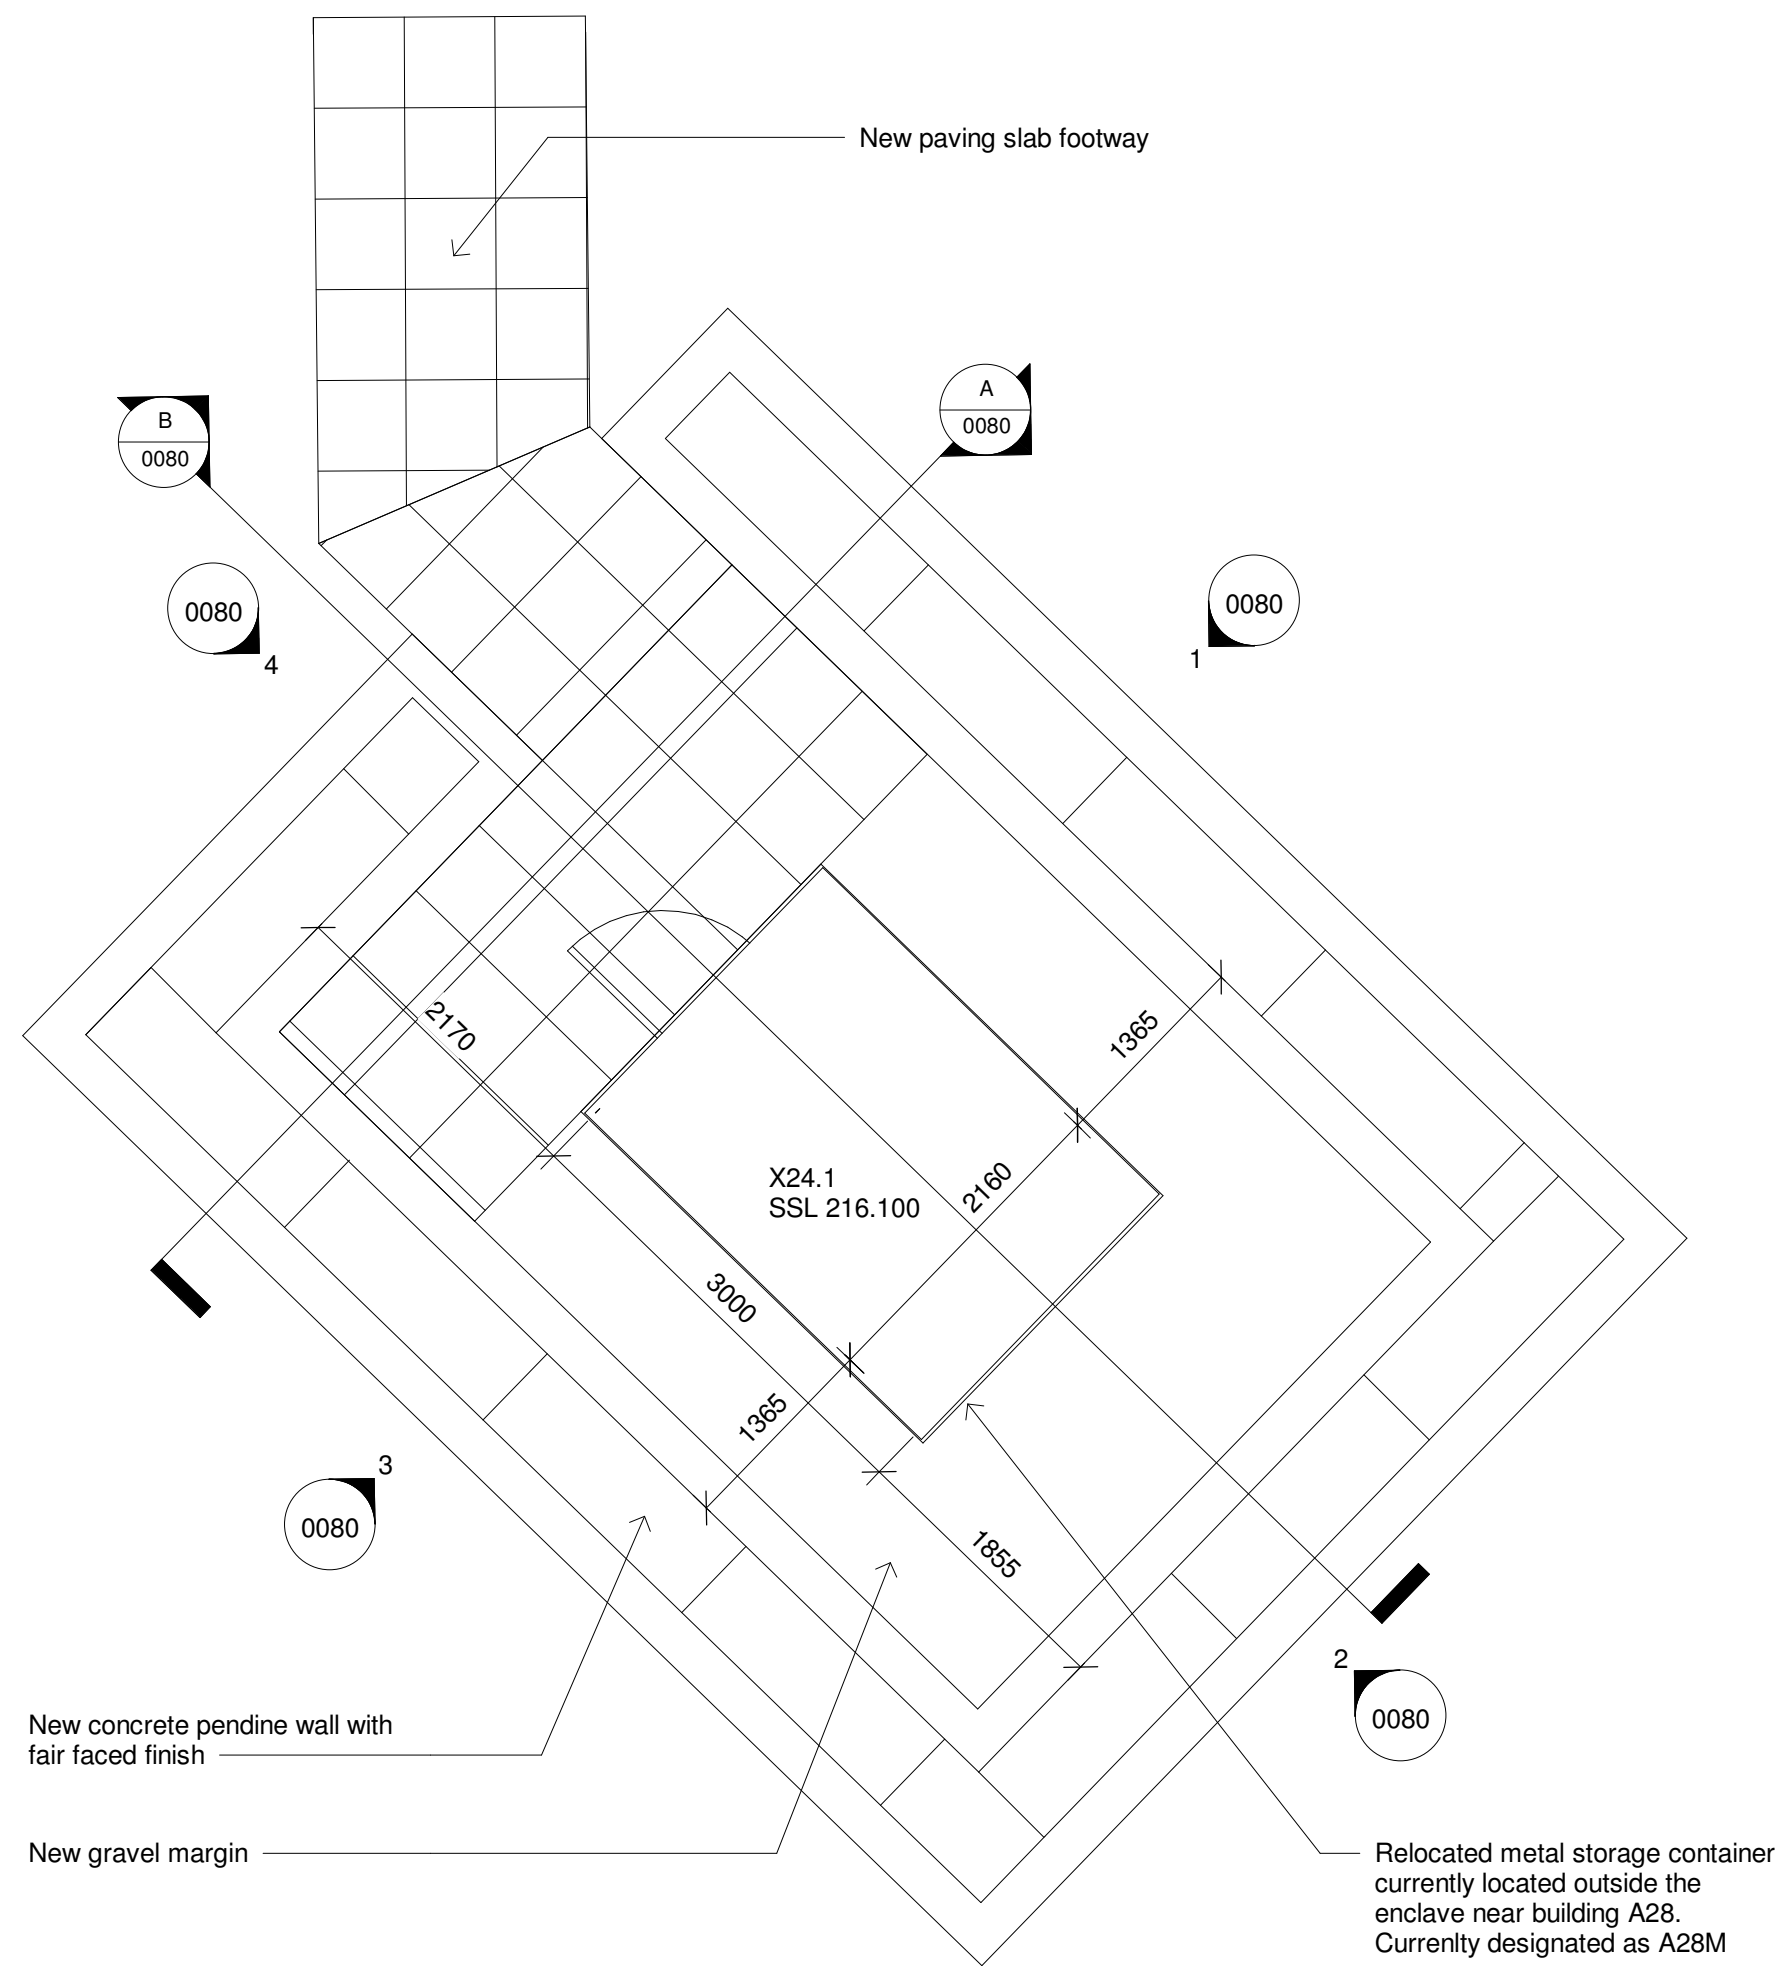 New paving slab footway
A
0080
B
0080
0080
4
0080
1
2170
1365
X24.1
SSL 216.100
2160
3000
1365
3
0080
1855
2
0080
New concrete pendine wall with
fair faced finish
New gravel margin
Relocated metal storage container
currently located outside the
enclave near building A28.
Currenlty designated as A28M